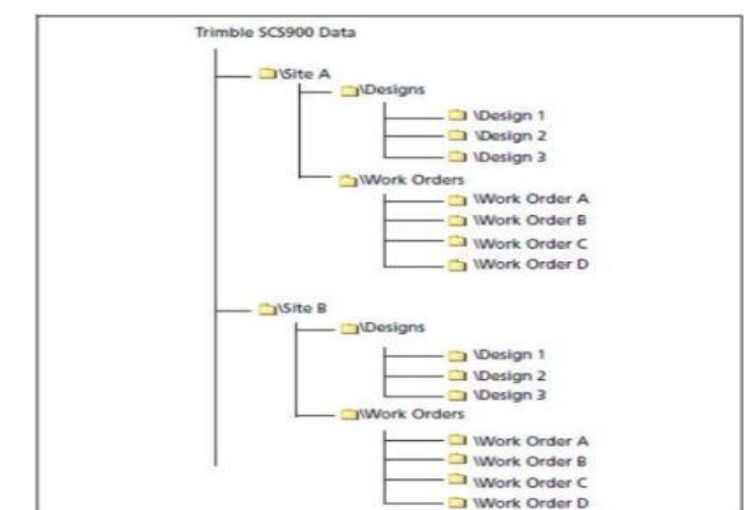 Trimble SCS900 Data
\Site A
\Designs
\Design 1
\Design 2
\Design 3
\Work Orders
\Work Order A
\Work Order B
\Work Order C
\Work Order D
\Site B
\Designs
\Design 1
\Design 2
\Design 3
\Work Orders
\Work Order A
\Work Order B
\Work Order C
\Work Order D